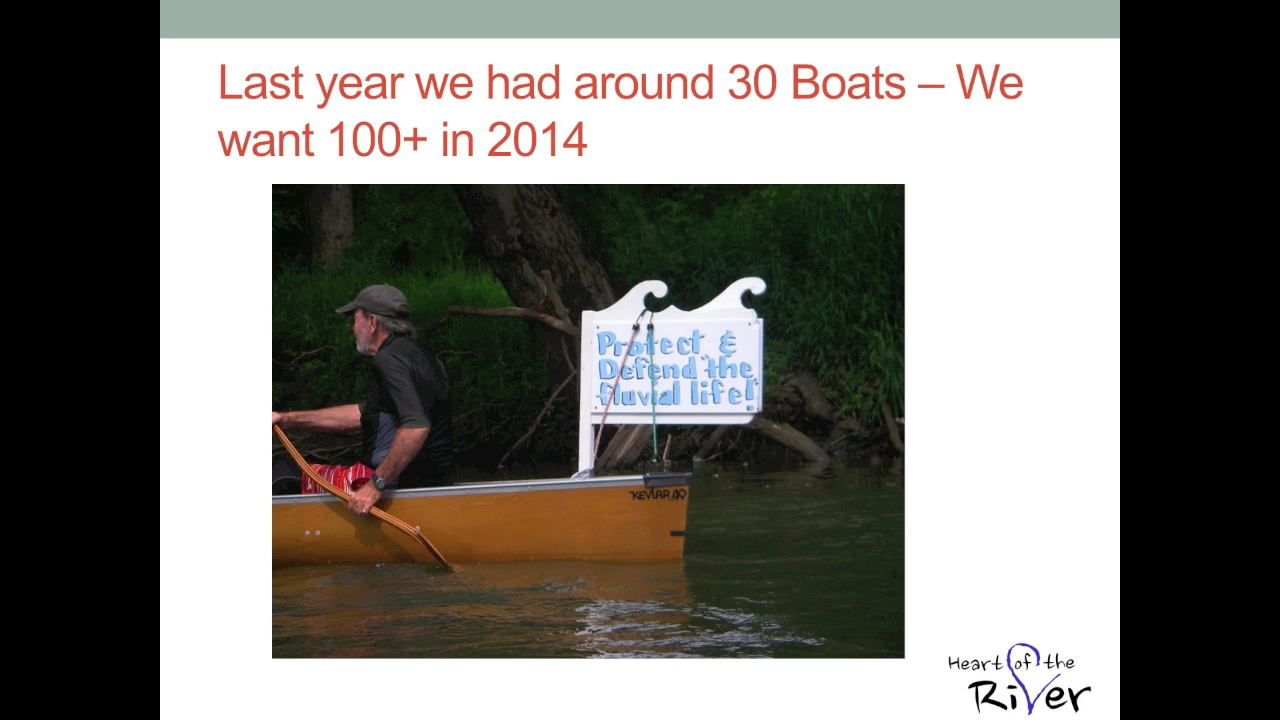 Last year we had around 30 Boats – We
want 100+ in 2014
Protect &
Defend the
fluvial life!
KEVLAR 49
Heart of the
River